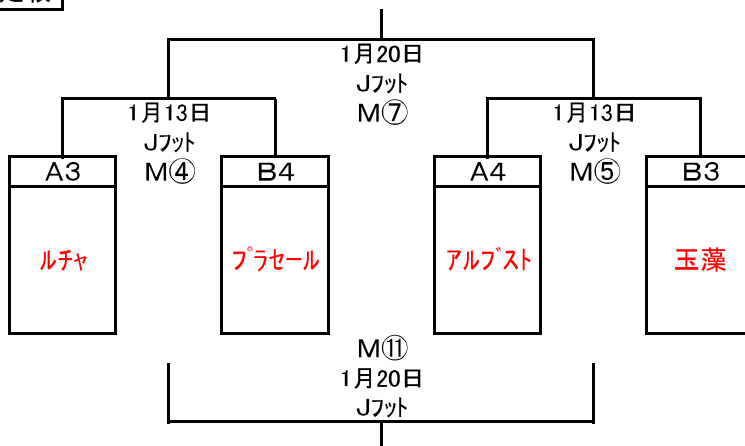 1月20日
Jフット
M⑦
1月13日
Jフット
M④
1月13日
Jフット
M⑤
A3
B4
A4
B3
ルチャ
プラセール
アルブスト
玉藻
M⑪
1月20日
Jフット